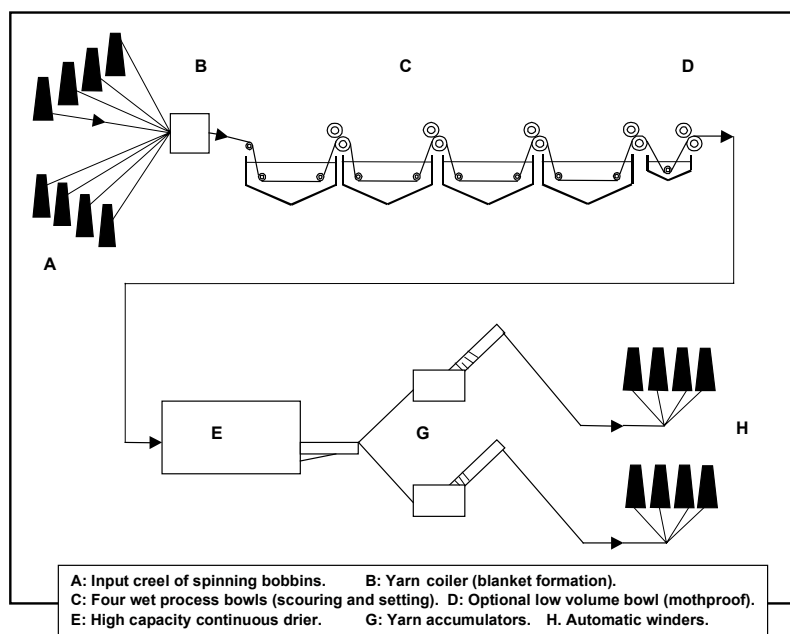 B
C
D
A
E
G
H
A: Input creel of spinning bobbins. B: Yarn coiler (blanket formation).
C: Four wet process bowls (scouring and setting). D: Optional low volume bowl (mothproof).
E: High capacity continuous drier. G: Yarn accumulators. H. Automatic winders.